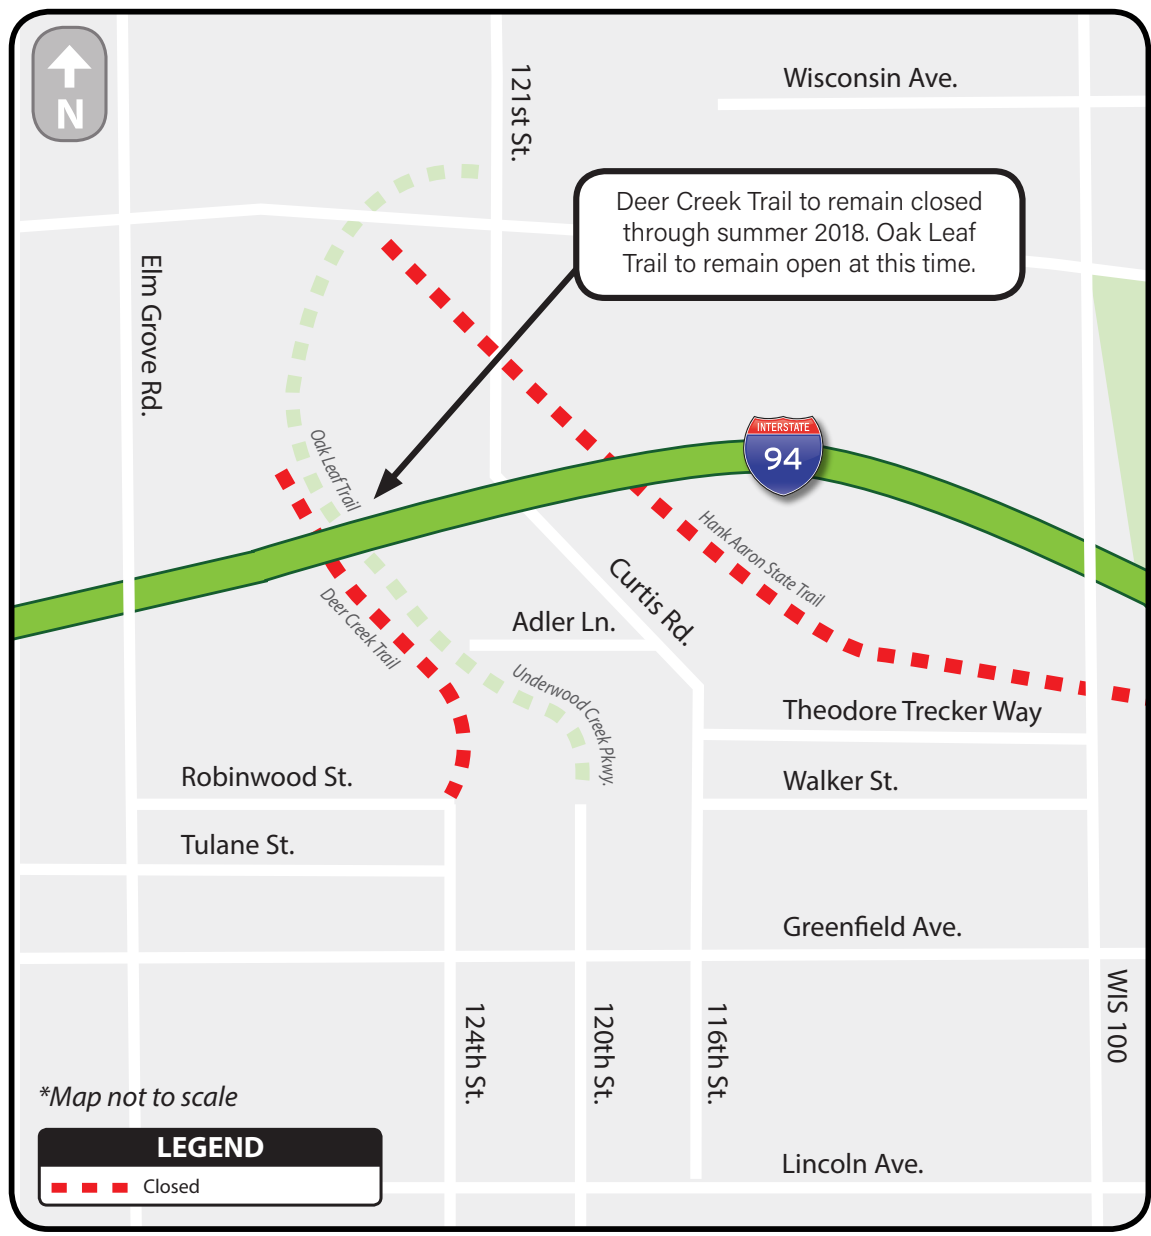 N
Wisconsin Ave.
121st St.
Deer Creek Trail to remain closed
through summer 2018. Oak Leaf
Trail to remain open at this time.
Elm Grove Rd.
INTERSTATE
94
Oak Leaf Trail
Hank Aaron State Trail
Curtis Rd.
Deer Creek Trail
Adler Ln.
Underwood Creek Pkwy.
Theodore Trecker Way
Robinwood St.
Walker St.
Tulane St.
Greenfield Ave.
WIS 100
124th St.
120th St.
116th St.
*Map not to scale
LEGEND
Closed
Lincoln Ave.